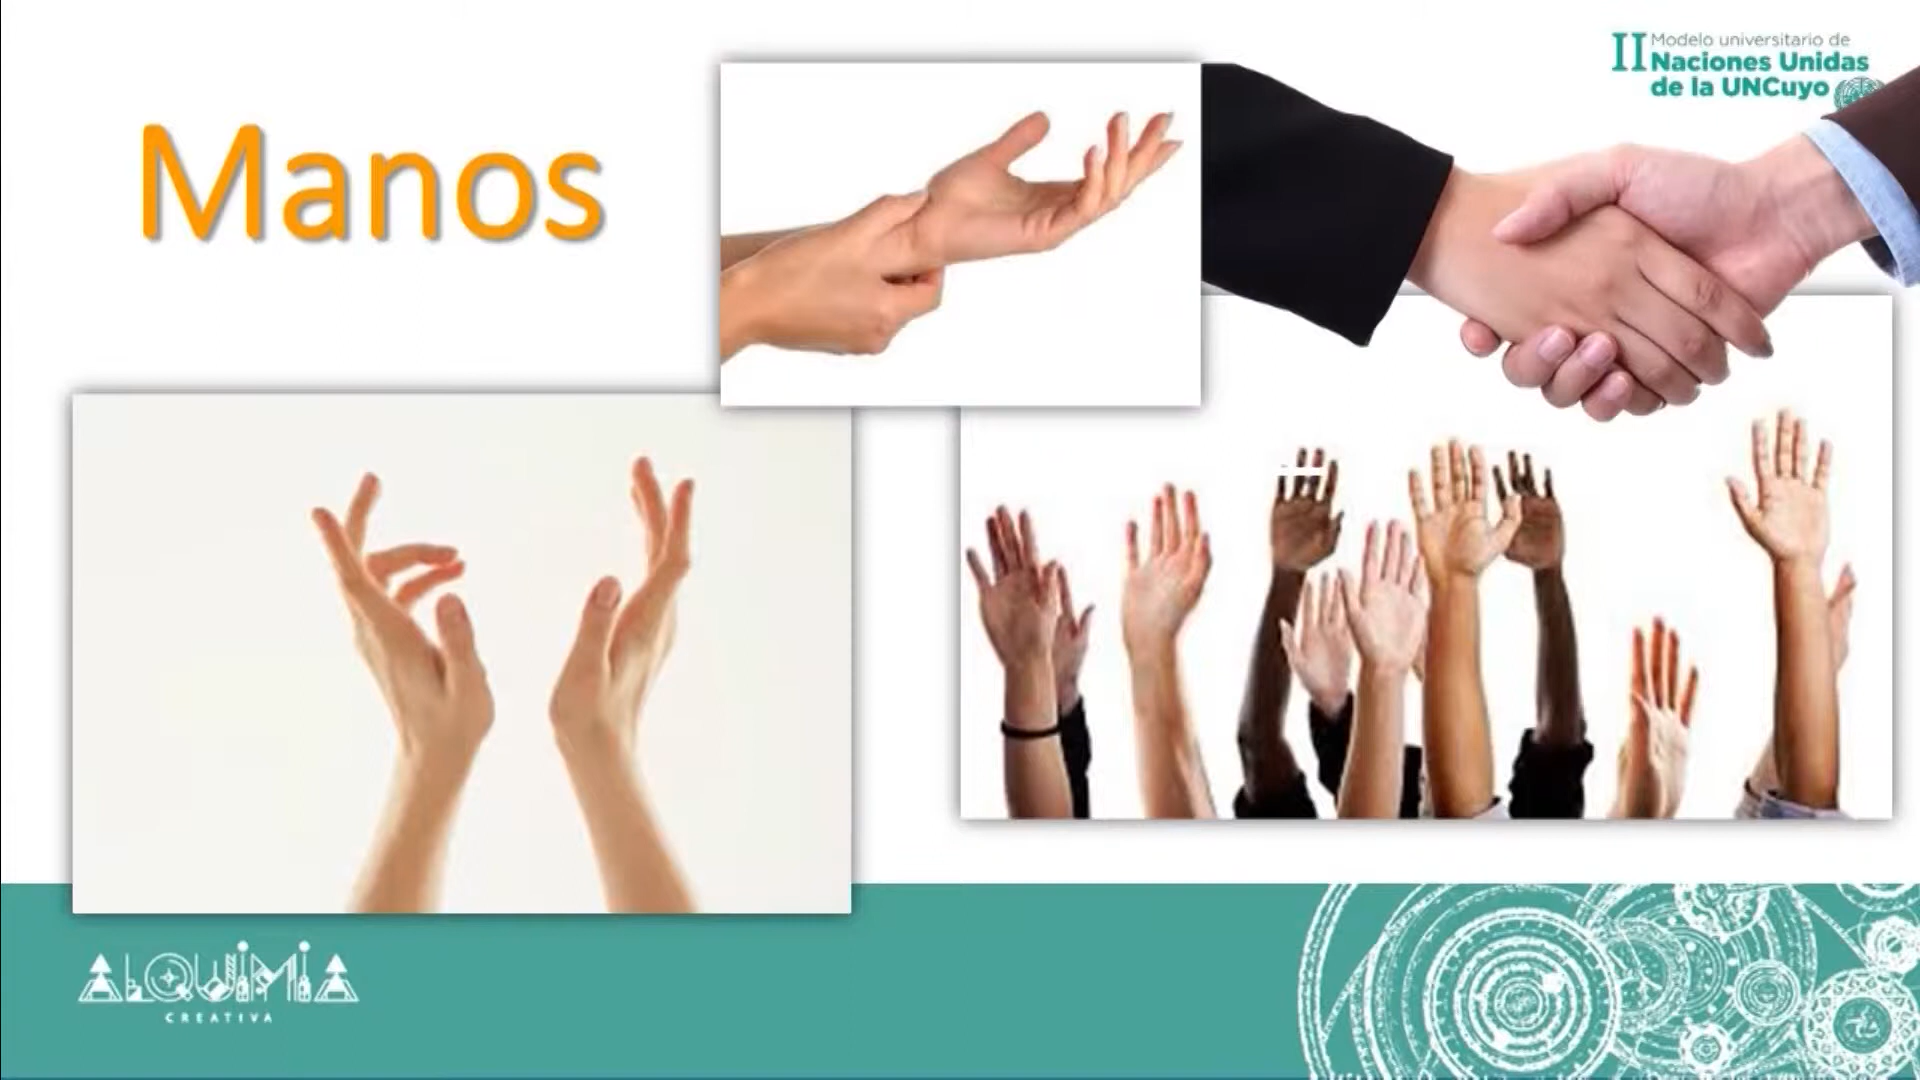 Manos
II Modelo universitario de
Naciones Unidas
de la UNCuyo
ALQUIMIA
CREATIVA